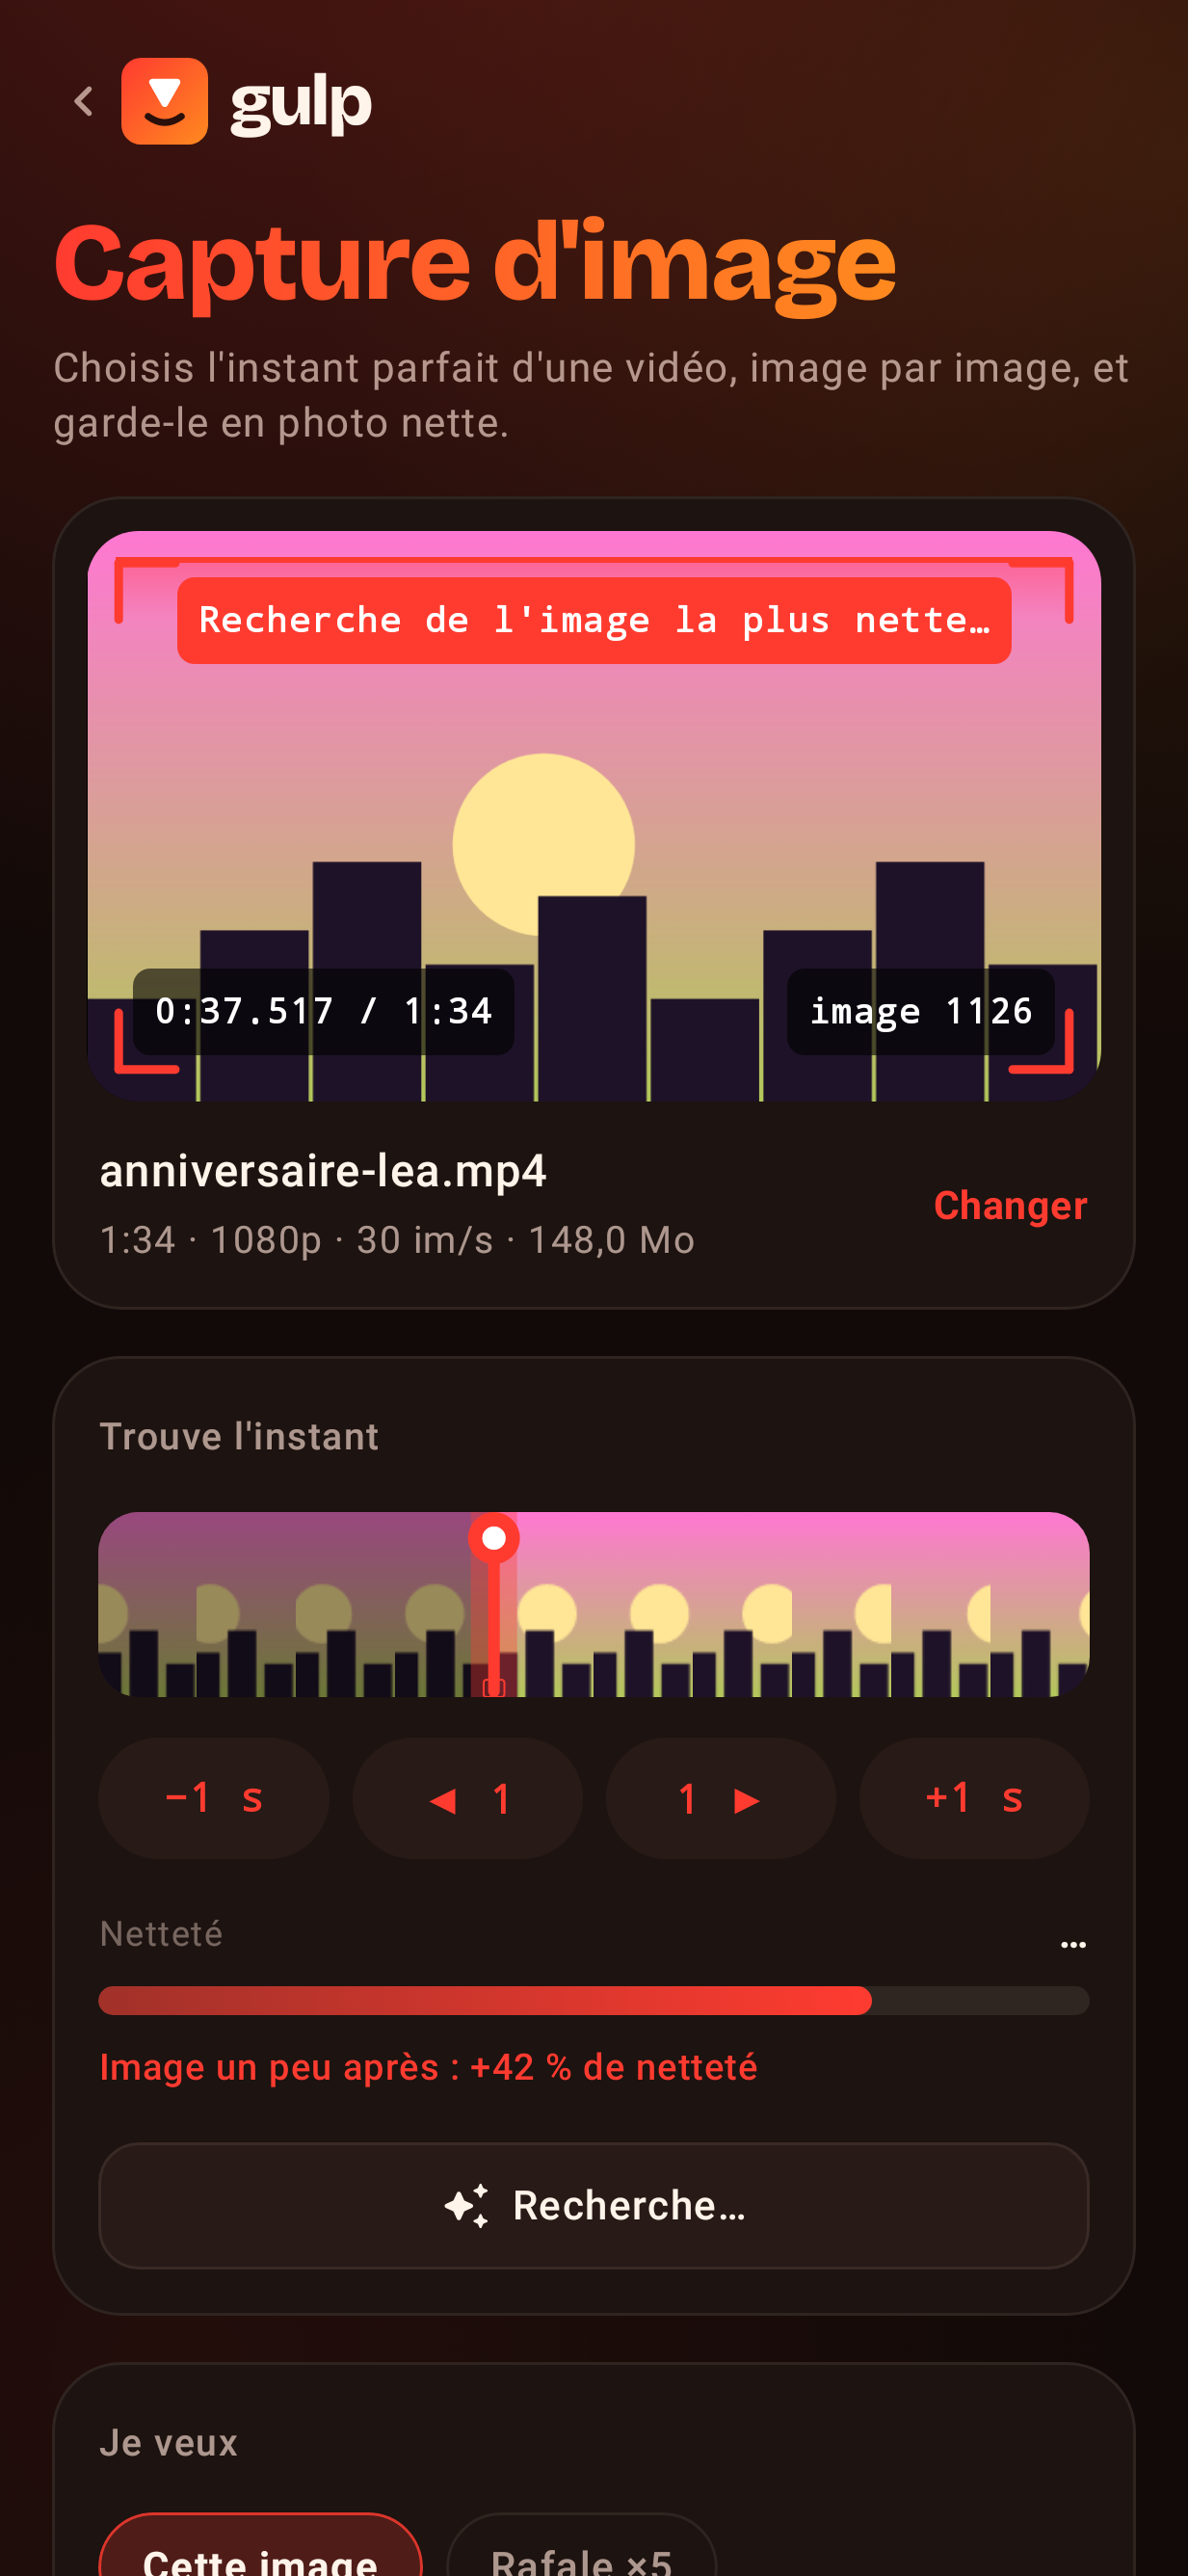 gulp
Capture d'image
Choisis l'instant parfait d'une vidéo, image par image, et
garde-le en photo nette.
Recherche de l'image la plus nette…
0:37.517 / 1:34
image 1126
anniversaire-lea.mp4
1:34 · 1080p · 30 im/s · 148,0 Mo
Changer
Trouve l'instant
−1 s
◀ 1
1 ▶
+1 s
Netteté
…
Image un peu après : +42 % de netteté
Recherche…
Je veux
Cette image
Rafale ×5